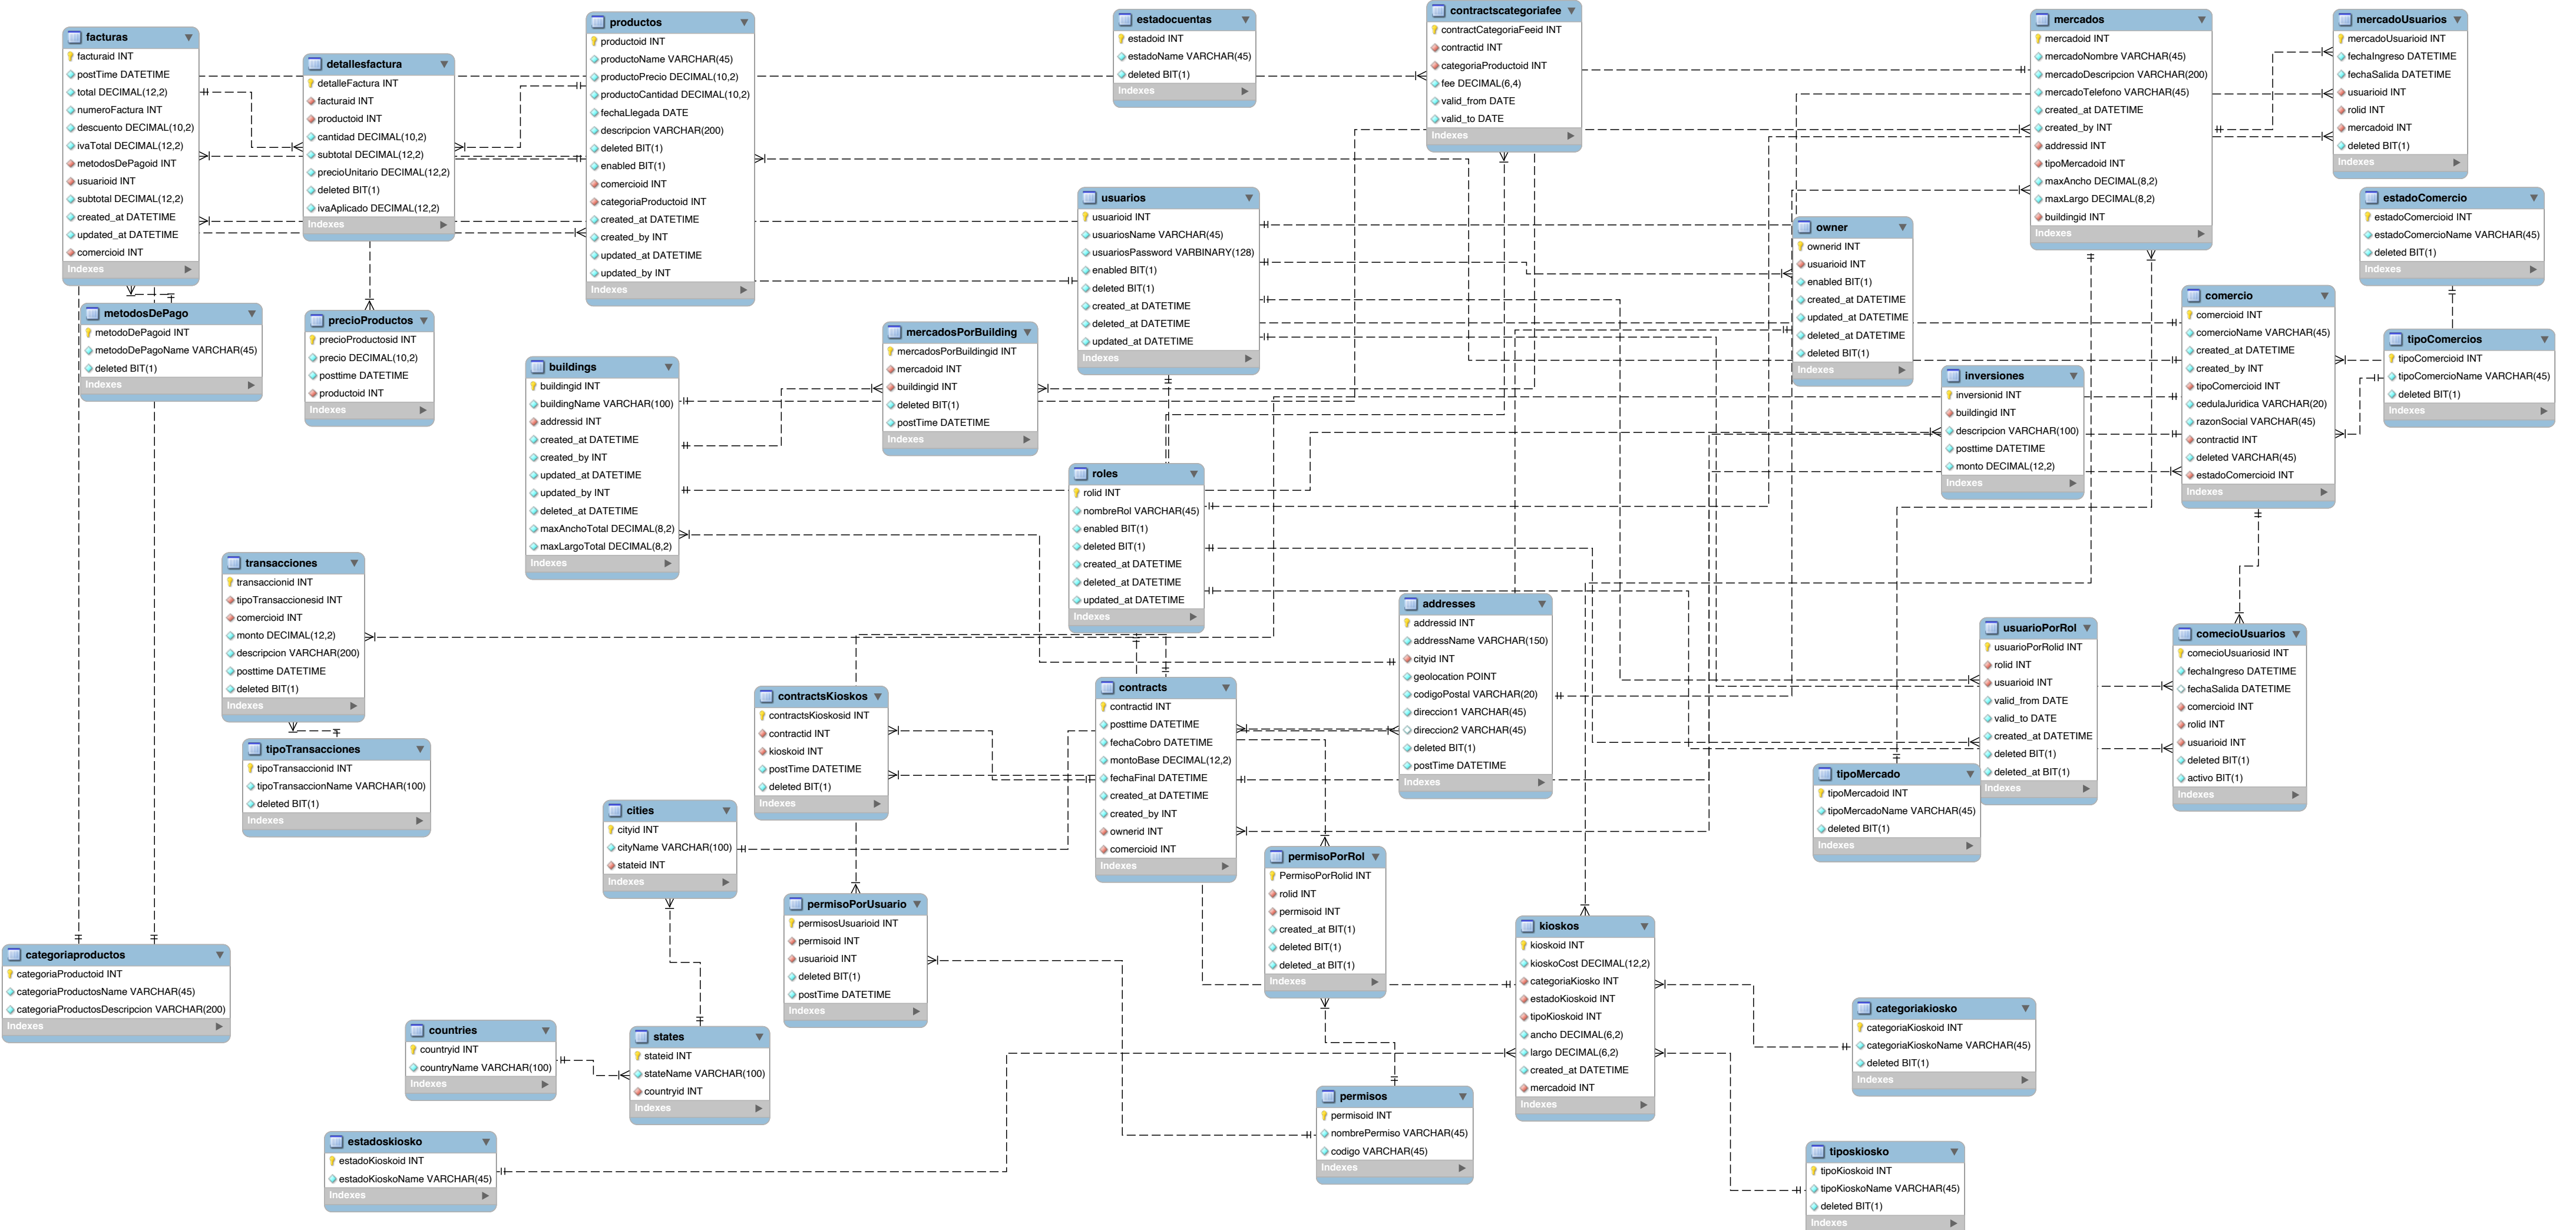 facturas
facturaid INT
postTime DATETIME
total DECIMAL(12,2)
numeroFactura INT
descuento DECIMAL(10,2)
ivaTotal DECIMAL(12,2)
metodosDePagoid INT
usuarioid INT
subtotal DECIMAL(12,2)
created_at DATETIME
updated_at DATETIME
comercioid INT
Indexes
detallesfactura
detalleFactura INT
facturaid INT
productoid INT
cantidad DECIMAL(10,2)
subtotal DECIMAL(12,2)
precioUnitario DECIMAL(12,2)
deleted BIT(1)
ivaAplicado DECIMAL(12,2)
Indexes
productos
productoid INT
productoName VARCHAR(45)
productoPrecio DECIMAL(10,2)
productoCantidad DECIMAL(10,2)
fechaLlegada DATE
descripcion VARCHAR(200)
deleted BIT(1)
enabled BIT(1)
comercioid INT
categoriaProductoid INT
created_at DATETIME
created_by INT
updated_at DATETIME
updated_by INT
Indexes
estadocuentas
estadoid INT
estadoName VARCHAR(45)
deleted BIT(1)
Indexes
contractscategoriafee
contractCategoriaFeeid INT
contractid INT
categoriaProductoid INT
fee DECIMAL(6,4)
valid_from DATE
valid_to DATE
Indexes
mercados
mercadoid INT
mercadoNombre VARCHAR(45)
mercadoDescripcion VARCHAR(200)
mercadoTelefono VARCHAR(45)
created_at DATETIME
created_by INT
addressid INT
tipoMercadoid INT
maxAncho DECIMAL(8,2)
maxLargo DECIMAL(8,2)
buildingid INT
Indexes
mercadoUsuarios
mercadoUsuarioid INT
fechaIngreso DATETIME
fechaSalida DATETIME
usuarioid INT
rolid INT
mercadoid INT
deleted BIT(1)
Indexes
usuarios
usuarioid INT
usuariosName VARCHAR(45)
usuariosPassword VARBINARY(128)
enabled BIT(1)
deleted BIT(1)
created_at DATETIME
deleted_at DATETIME
updated_at DATETIME
Indexes
owner
ownerid INT
usuarioid INT
enabled BIT(1)
created_at DATETIME
updated_at DATETIME
deleted_at DATETIME
deleted BIT(1)
Indexes
estadoComercio
estadoComercioid INT
estadoComercioName VARCHAR(45)
deleted BIT(1)
Indexes
metodosDePago
metodoDePagoid INT
metodoDePagoName VARCHAR(45)
deleted BIT(1)
Indexes
precioProductos
precioProductosid INT
precio DECIMAL(10,2)
posttime DATETIME
productoid INT
Indexes
mercadosPorBuilding
mercadosPorBuildingid INT
mercadoid INT
buildingid INT
deleted BIT(1)
postTime DATETIME
Indexes
comercio
comercioid INT
comercioName VARCHAR(45)
created_at DATETIME
created_by INT
tipoComercioid INT
cedulaJuridica VARCHAR(20)
razonSocial VARCHAR(45)
contractid INT
deleted VARCHAR(45)
estadoComercioid INT
Indexes
tipoComercios
tipoComercioid INT
tipoComercioName VARCHAR(45)
deleted BIT(1)
Indexes
buildings
buildingid INT
buildingName VARCHAR(100)
addressid INT
created_at DATETIME
created_by INT
updated_at DATETIME
updated_by INT
deleted_at DATETIME
maxAnchoTotal DECIMAL(8,2)
maxLargoTotal DECIMAL(8,2)
Indexes
inversiones
inversionid INT
buildingid INT
descripcion VARCHAR(100)
posttime DATETIME
monto DECIMAL(12,2)
Indexes
roles
rolid INT
nombreRol VARCHAR(45)
enabled BIT(1)
deleted BIT(1)
created_at DATETIME
deleted_at DATETIME
updated_at DATETIME
Indexes
transacciones
transaccionid INT
tipoTransaccionesid INT
comercioid INT
monto DECIMAL(12,2)
descripcion VARCHAR(200)
posttime DATETIME
deleted BIT(1)
Indexes
addresses
addressid INT
addressName VARCHAR(150)
cityid INT
geolocation POINT
codigoPostal VARCHAR(20)
direccion1 VARCHAR(45)
direccion2 VARCHAR(45)
deleted BIT(1)
postTime DATETIME
Indexes
usuarioPorRol
usuarioPorRolid INT
rolid INT
usuarioid INT
valid_from DATE
valid_to DATE
created_at DATETIME
deleted BIT(1)
deleted_at BIT(1)
Indexes
comecioUsuarios
comecioUsuariosid INT
fechaIngreso DATETIME
fechaSalida DATETIME
comercioid INT
rolid INT
usuarioid INT
deleted BIT(1)
activo BIT(1)
Indexes
contractsKioskos
contractsKioskosid INT
contractid INT
kioskoid INT
postTime DATETIME
deleted BIT(1)
Indexes
contracts
contractid INT
posttime DATETIME
fechaCobro DATETIME
montoBase DECIMAL(12,2)
fechaFinal DATETIME
created_at DATETIME
created_by INT
ownerid INT
comercioid INT
Indexes
tipoTransacciones
tipoTransaccionid INT
tipoTransaccionName VARCHAR(100)
deleted BIT(1)
Indexes
tipoMercado
tipoMercadoid INT
tipoMercadoName VARCHAR(45)
deleted BIT(1)
Indexes
cities
cityid INT
cityName VARCHAR(100)
stateid INT
Indexes
permisoPorRol
PermisoPorRolid INT
rolid INT
permisoid INT
created_at BIT(1)
deleted BIT(1)
deleted_at BIT(1)
Indexes
permisoPorUsuario
permisosUsuarioid INT
permisoid INT
usuarioid INT
deleted BIT(1)
postTime DATETIME
Indexes
kioskos
kioskoid INT
kioskoCost DECIMAL(12,2)
categoriaKiosko INT
estadoKioskoid INT
tipoKioskoid INT
ancho DECIMAL(6,2)
largo DECIMAL(6,2)
created_at DATETIME
mercadoid INT
Indexes
categoriaproductos
categoriaProductoid INT
categoriaProductosName VARCHAR(45)
categoriaProductosDescripcion VARCHAR(200)
Indexes
categoriakiosko
categoriaKioskoid INT
categoriaKioskoName VARCHAR(45)
deleted BIT(1)
Indexes
countries
countryid INT
countryName VARCHAR(100)
Indexes
states
stateid INT
stateName VARCHAR(100)
countryid INT
Indexes
permisos
permisoid INT
nombrePermiso VARCHAR(45)
codigo VARCHAR(45)
Indexes
estadoskiosko
estadoKioskoid INT
estadoKioskoName VARCHAR(45)
Indexes
tiposkiosko
tipoKioskoid INT
tipoKioskoName VARCHAR(45)
deleted BIT(1)
Indexes